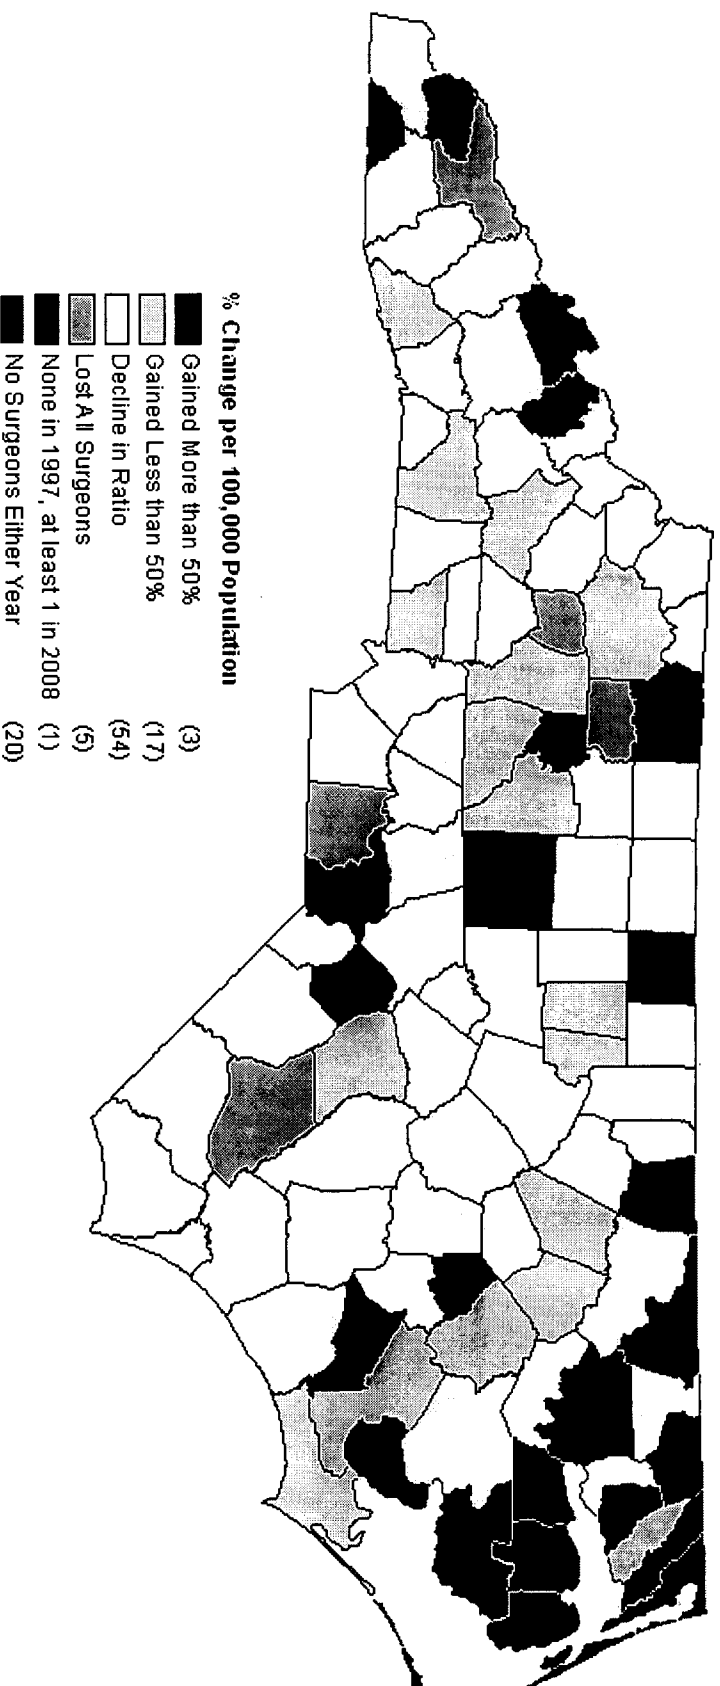 % Change per 100,000 Population
Gained More than 50% (3)
Gained Less than 50% (17)
Decline in Ratio (54)
Lost All Surgeons (5)
None in 1997, at least 1 in 2008 (1)
No Surgeons Either Year (20)